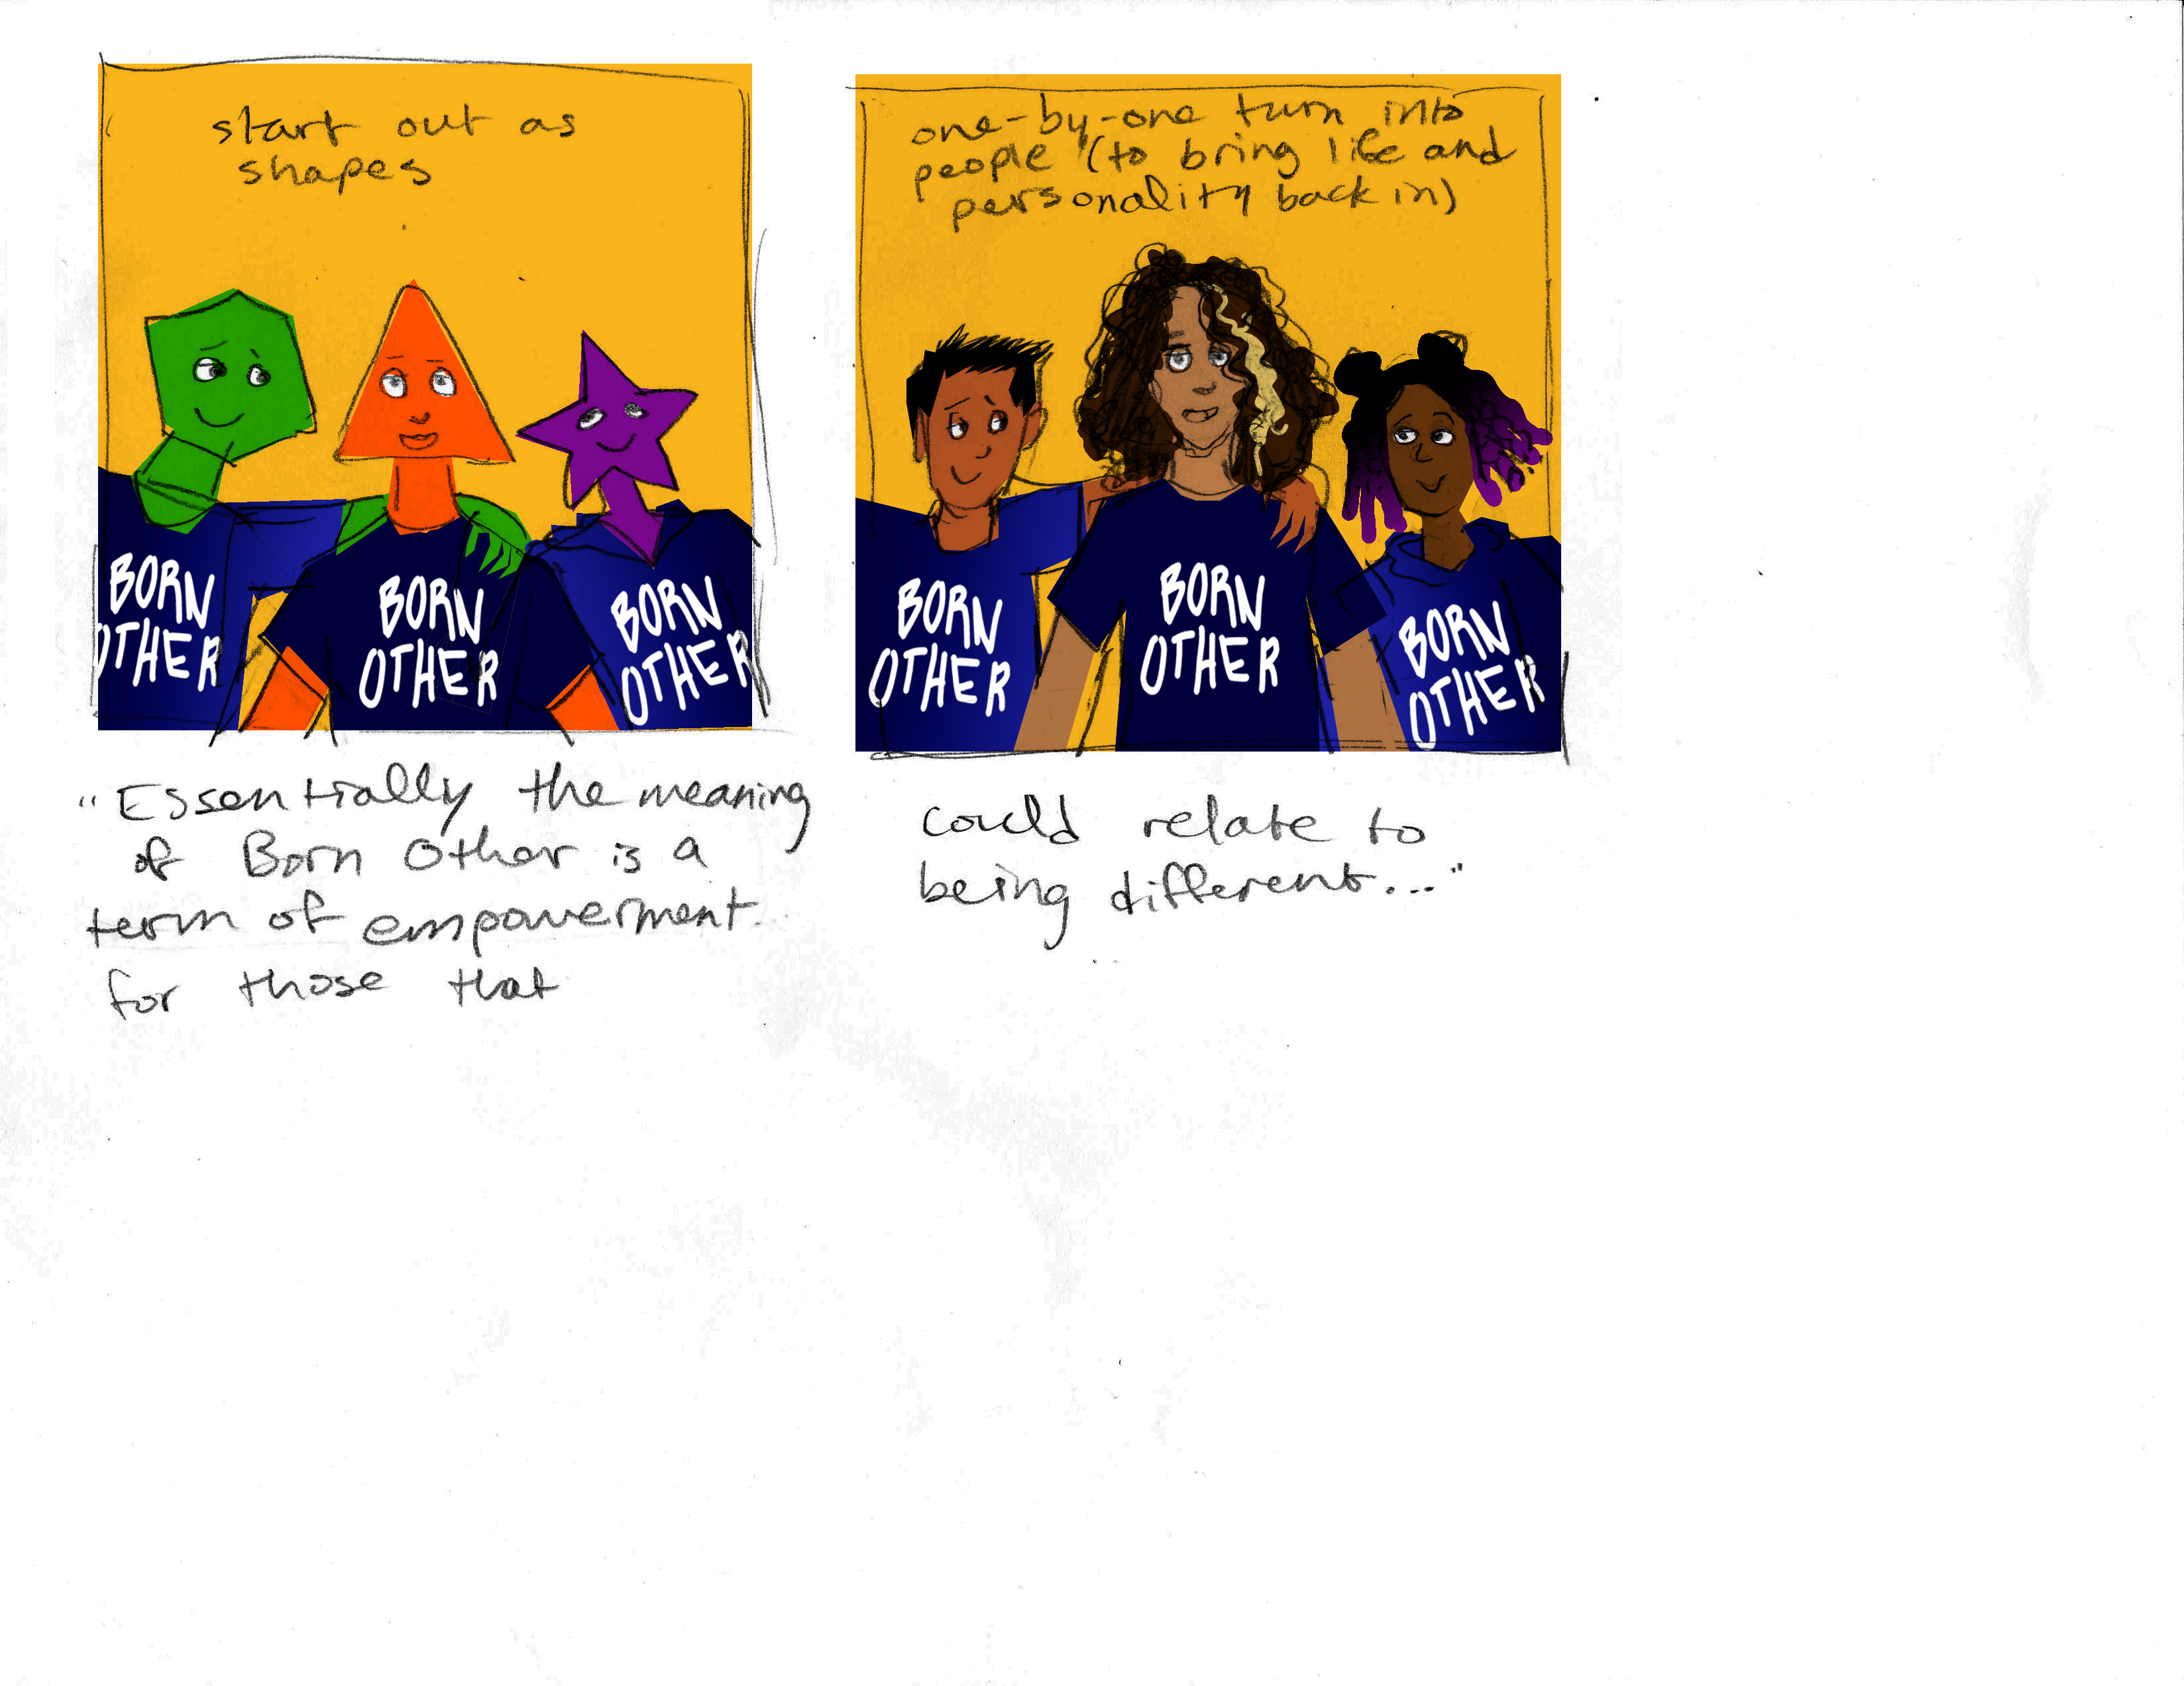 start out as
shapes
BORN
OTHER
BORN
OTHER
BORN
OTHER
"Essentially the meaning
of Born Other is a
term of empowerment
for those that
one-by-one turn into
people (to bring life and
personality back in)
BORN
OTHER
BORN
OTHER
BORN
OTHER
could relate to
being different..."